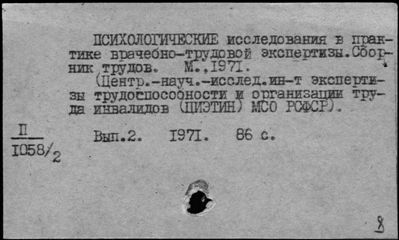 ПСИХОЛОГИЧЕСКИЕ исследования в прак-
тике врачебно-трудовой экспертизы.Сбор-
ник трудов. М.,1971.
(Центр.-науч.-исслед.ин-т эксперти-
зы трудоспособности и организации тру-
да инвалидов (ЦИЭТИН) МСО РСФСР).
П
1058/2
Вып.2. 1971. 86 с.
8